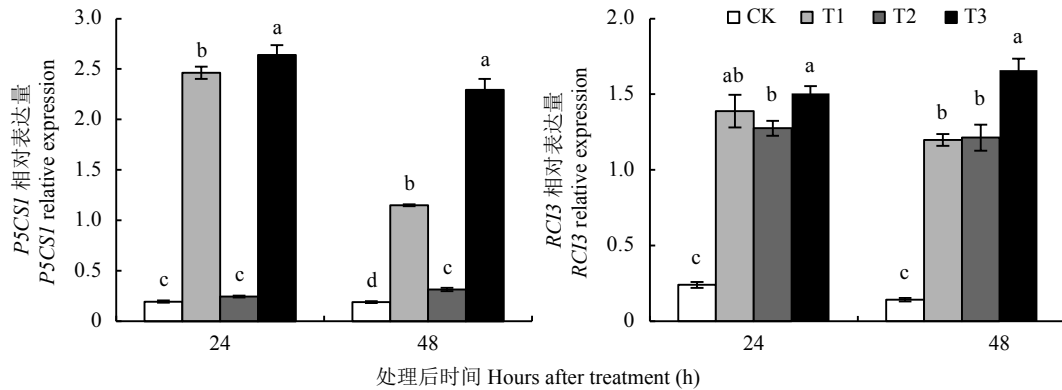 P5CS1 相对表达量
P5CS1 relative expression
3.0
2.5
2.0
1.5
1.0
0.5
0
c
b
c
a
d
b
c
a
24
48
RCI3 相对表达量
RCI3 relative expression
CK T1 T2 T3
2.0
1.5
1.0
0.5
0
c
ab
b
a
c
b
b
a
24
48
处理后时间 Hours after treatment (h)